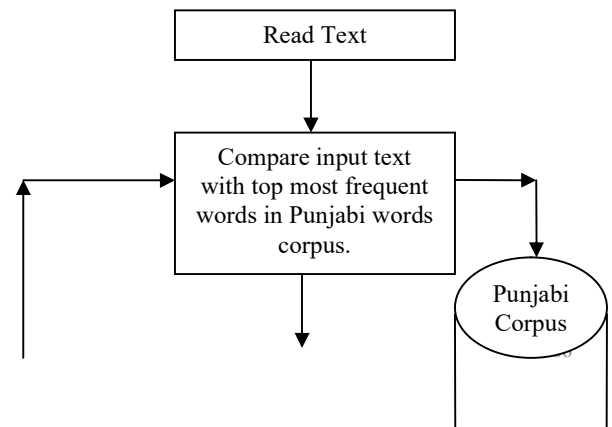 Read Text
Compare input text
with top most frequent
words in Punjabi words
corpus.
Punjabi
Corpus